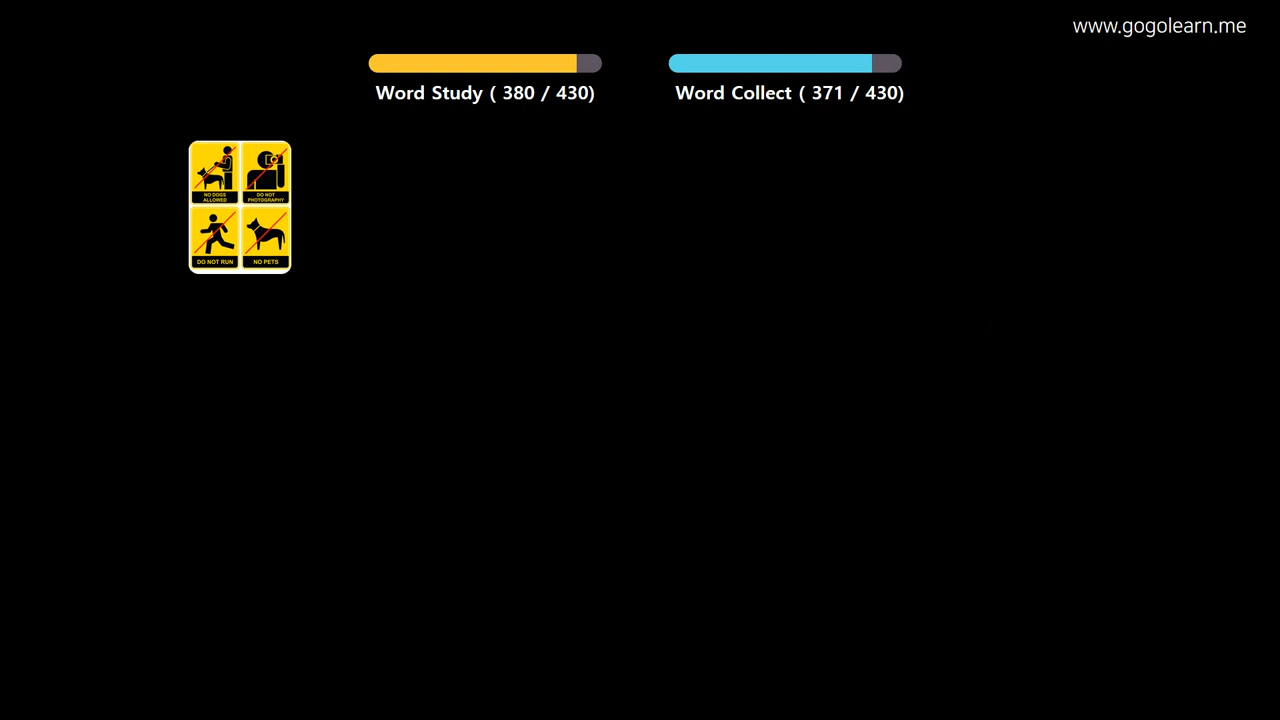 www.gogolearn.me
Word Study ( 380 / 430)
Word Collect ( 371 / 430)
NO DOGS
ALLOWED
DO NOT
PHOTOGRAPHY
DO NOT RUN
NO PETS